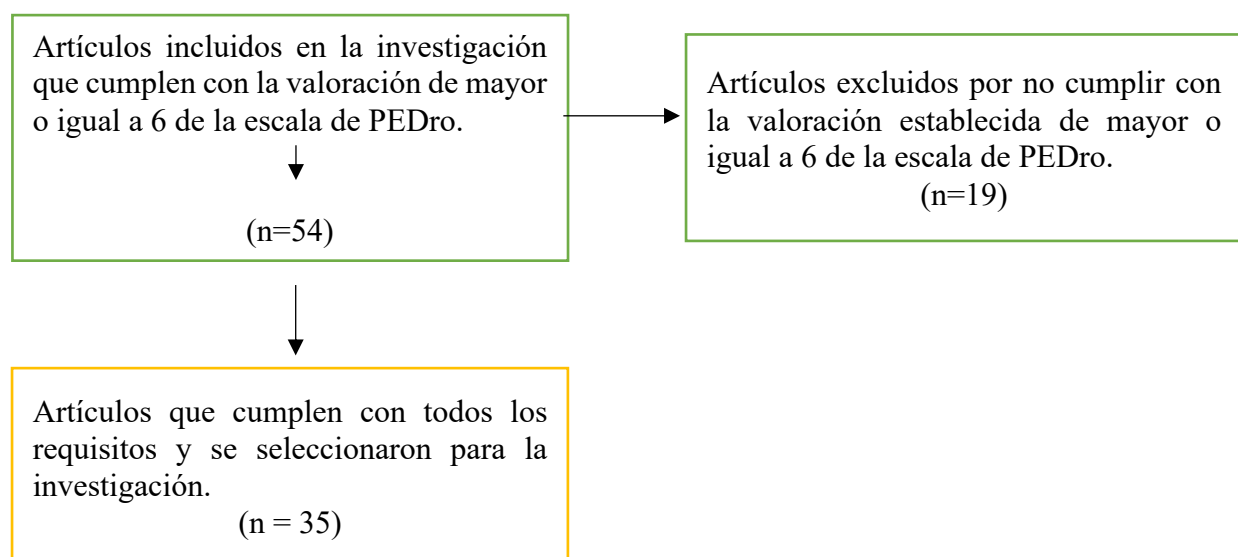 Artículos incluidos en la investigación
que cumplen con la valoración de mayor
o igual a 6 de la escala de PEDro.
(n=54)
Artículos excluidos por no cumplir con
la valoración establecida de mayor o
igual a 6 de la escala de PEDro.
(n=19)
Artículos que cumplen con todos los
requisitos y se seleccionaron para la
investigación.
(n = 35)